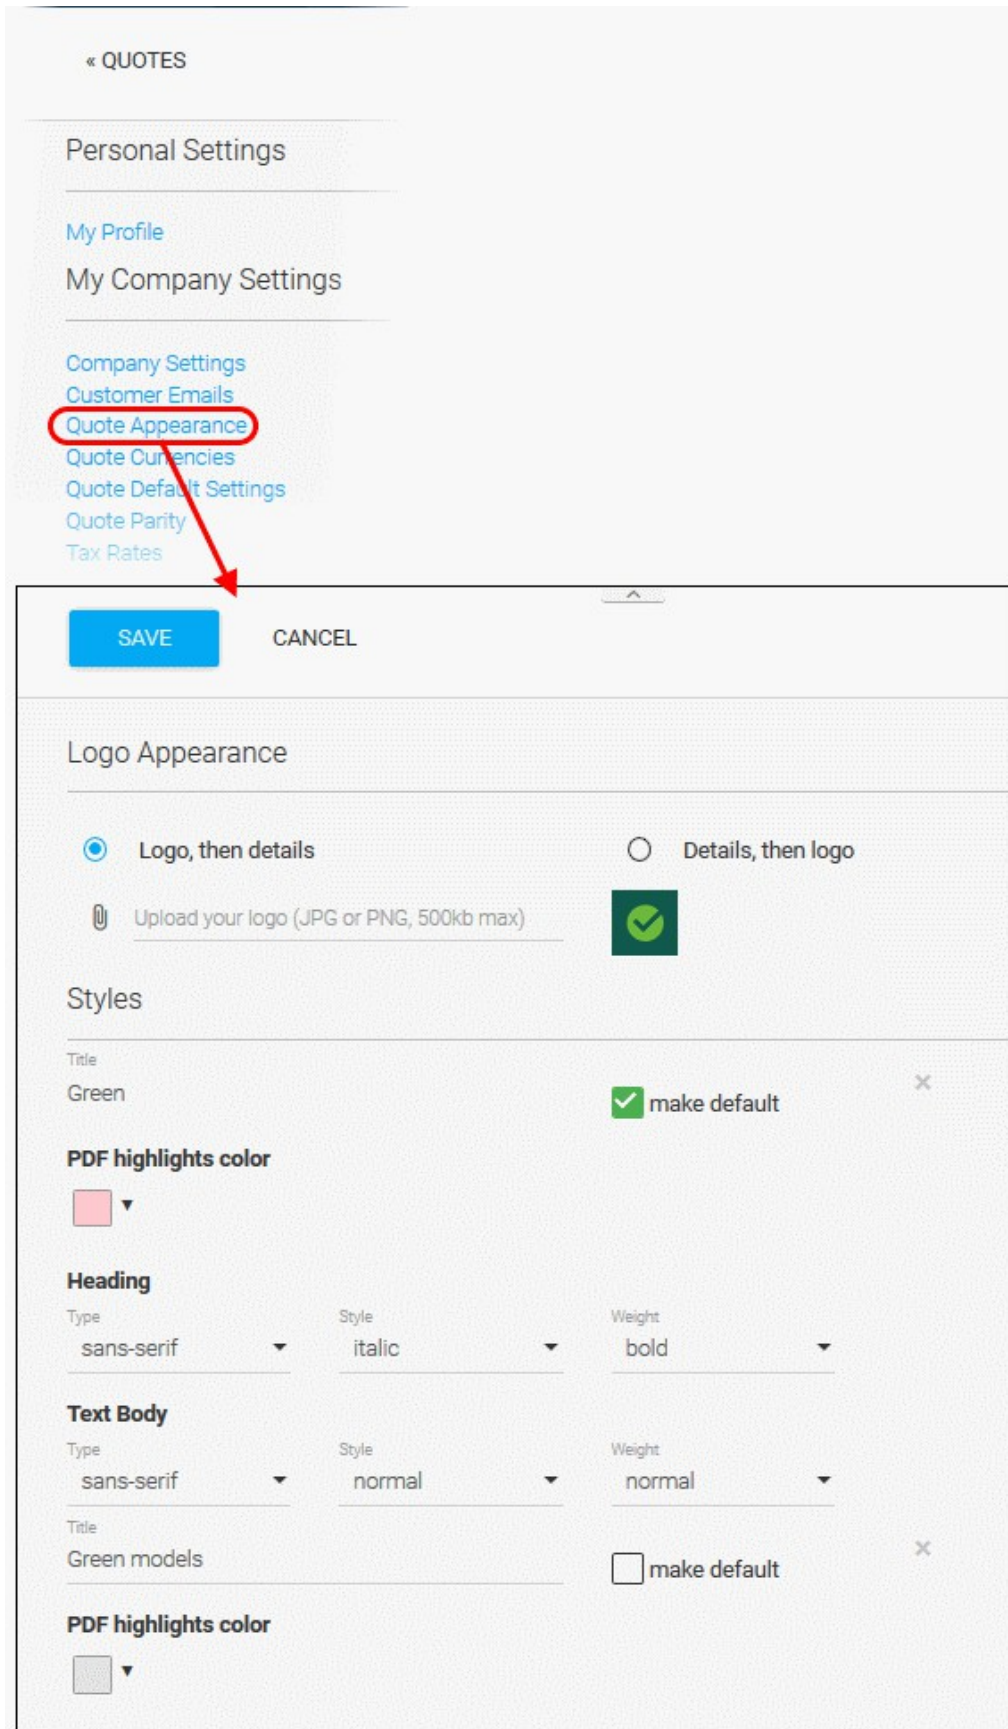 « QUOTES
Personal Settings
My Profile
My Company Settings
Company Settings
Customer Emails
Quote Appearance
Quote Currencies
Quote Default Settings
Quote Parity
Tax Rates
SAVE CANCEL
Logo Appearance
Logo, then details Details, then logo
Upload your logo (JPG or PNG, 500kb max)
Styles
Title
Green make default
PDF highlights color
Heading
Type Style Weight
sans-serif italic bold
Text Body
Type Style Weight
sans-serif normal normal
Title
Green models make default
PDF highlights color